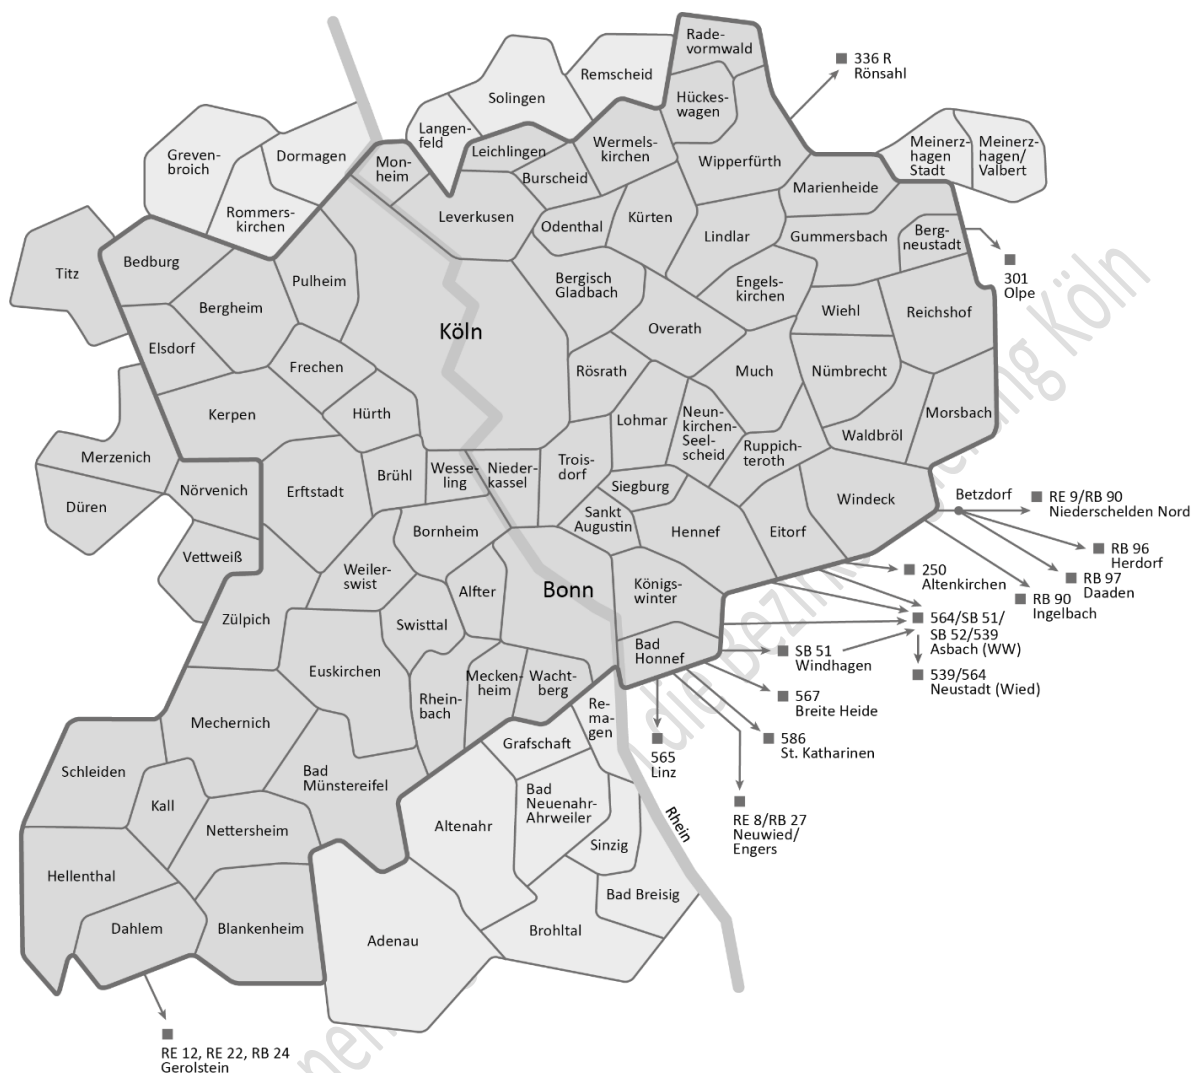 Rade-
vormwald
336 R
Rönsahl
Remscheid
Solingen
Hückes-
wagen
Langen-
feld
Leichlingen
Wermels-
kirchen
Meinerz-
hagen
Stadt
Meinerz-
hagen/
Valbert
Greven-
broich
Dormagen
Mon-
heim
Burscheid
Wipperfürth
Marienheide
Rommers-
kirchen
Leverkusen
Odenthal
Kürten
Lindlar
Gummersbach
Berg-
neustadt
Titz
Bedburg
Pulheim
Bergisch
Gladbach
Engels-
kirchen
301
Olpe
Bergheim
Wiehl
Reichshof
Köln
Overath
Elsdorf
Frechen
Rösrath
Much
Nümbrecht
Kerpen
Hürth
Lohmar
Neun-
kirchen-
Seel-
scheid
Morsbach
Waldbröl
Ruppich-
teroth
Merzenich
Nörvenich
Erftstadt
Brühl
Wesse-
ling
Nieder-
kassel
Trois-
dorf
Siegburg
Windeck
Betzdorf
RE 9/RB 90
Niederschelden Nord
Düren
Sankt
Augustin
Hennef
Eitorf
Bornheim
Vettweiß
Weiler-
swist
RB 96
Herdorf
250
Altenkirchen
RB 97
Daaden
RB 90
Ingelbach
Alfter
Bonn
Königs-
winter
Zülpich
Swisttal
564/SB 51/
SB 52/539
Asbach (WW)
Bad
Honnef
SB 51
Windhagen
Euskirchen
Mecken-
heim
Wacht-
berg
539/564
Neustadt (Wied)
Rhein-
bach
Re-
ma-
gen
567
Breite Heide
Mechernich
Grafschaft
586
St. Katharinen
565
Linz
Schleiden
Bad
Münstereifel
Kall
Bad
Neuenahr-
Ahrweiler
Rhein
RE 8/RB 27
Neuwied/
Engers
Nettersheim
Altenahr
Sinzig
Hellenthal
Bad Breisig
Dahlem
Blankenheim
Adenau
Brohltal
RE 12, RE 22, RB 24
Gerolstein
die
Köln